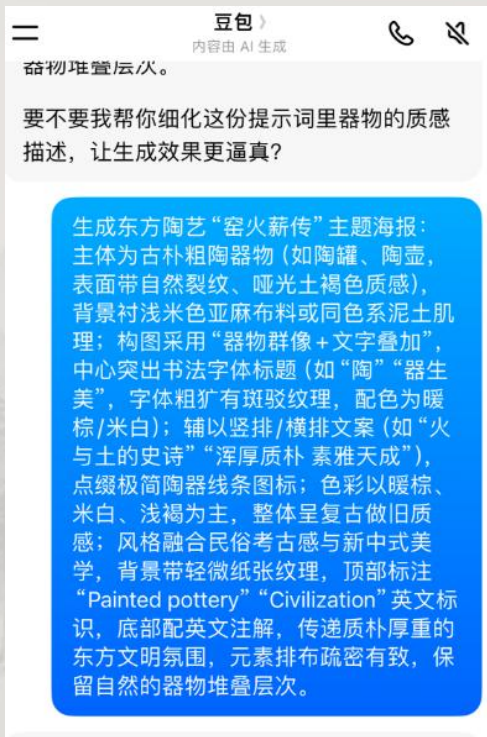 豆包
内容由 AI 生成
器物堆叠层次。
要不要我帮你细化这份提示词里器物的质感
描述，让生成效果更逼真？
生成东方陶艺“窑火薪传”主题海报：
主体为古朴粗陶器物（如陶罐、陶壶，
表面带自然裂纹、哑光土褐色质感），
背景衬浅米色亚麻布料或同色系泥土肌
理；构图采用“器物群像+文字叠加”，
中心突出书法字体标题（如“陶”“器生
美”，字体粗犷有斑驳纹理，配色为暖
棕/米白）；辅以竖排/横排文案（如“火
与土的史诗”“浑厚质朴 素雅天成”），
点缀极简陶器线条图标；色彩以暖棕、
米白、浅褐为主，整体呈复古做旧质
感；风格融合民俗考古感与新中式美
学，背景带轻微纸张纹理，顶部标注
“Painted pottery”“Civilization”英文标
识，底部配英文注解，传递质朴厚重的
东方文明氛围，元素排布疏密有致，保
留自然的器物堆叠层次。